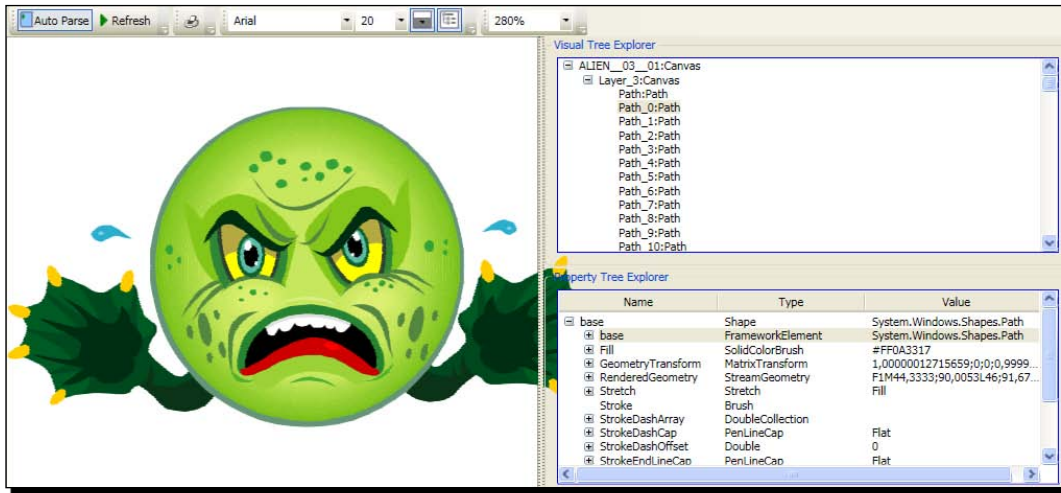 Auto Parse Refresh Arial 20 280%
Visual Tree Explorer
ALIEN__03__01:Canvas
Layer_3:Canvas
Path:Path
Path_0:Path
Path_1:Path
Path_2:Path
Path_3:Path
Path_4:Path
Path_5:Path
Path_6:Path
Path_7:Path
Path_8:Path
Path_9:Path
Path_10:Path
Property Tree Explorer
Name Type Value
base Shape System.Windows.Shapes.Path
base FrameworkElement System.Windows.Shapes.Path
Fill SolidColorBrush #FF0A3317
GeometryTransform MatrixTransform 1,00000012715659;0;0;0,9999...
RenderedGeometry StreamGeometry F1M44,3333;90,0053L46;91,67...
Stretch Stretch Fill
Stroke Brush
StrokeDashArray DoubleCollection
StrokeDashCap PenLineCap Flat
StrokeDashOffset Double 0
StrokeEndLineCap PenLineCap Flat